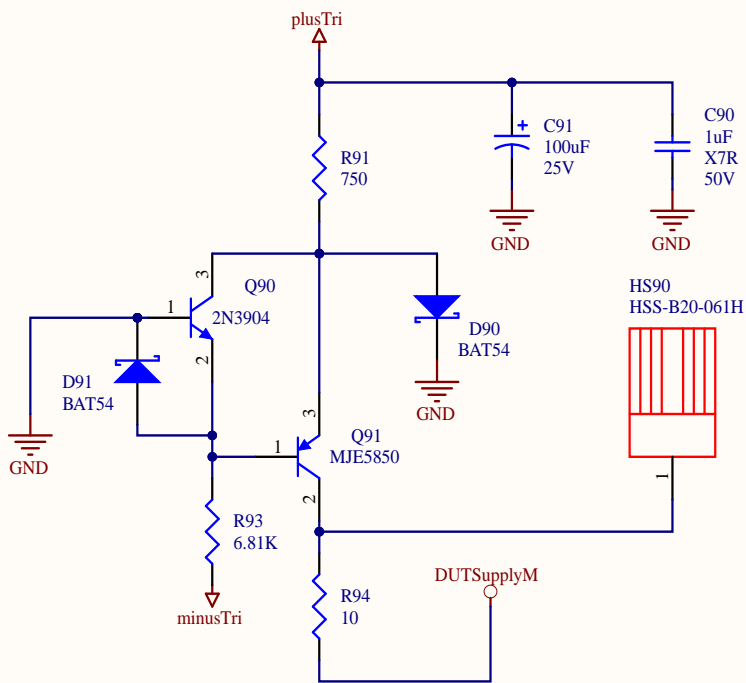 plusTri
C91
100uF
25V
C90
1uF
X7R
50V
R91
750
GND
GND
3
Q90
HS90
HSS-B20-061H
1
2N3904
D90
BAT54
2
D91
BAT54
GND
3
Q91
MJE5850
1
GND
2
1
R93
6.81K
DUTSupplyM
R94
10
minusTri
+